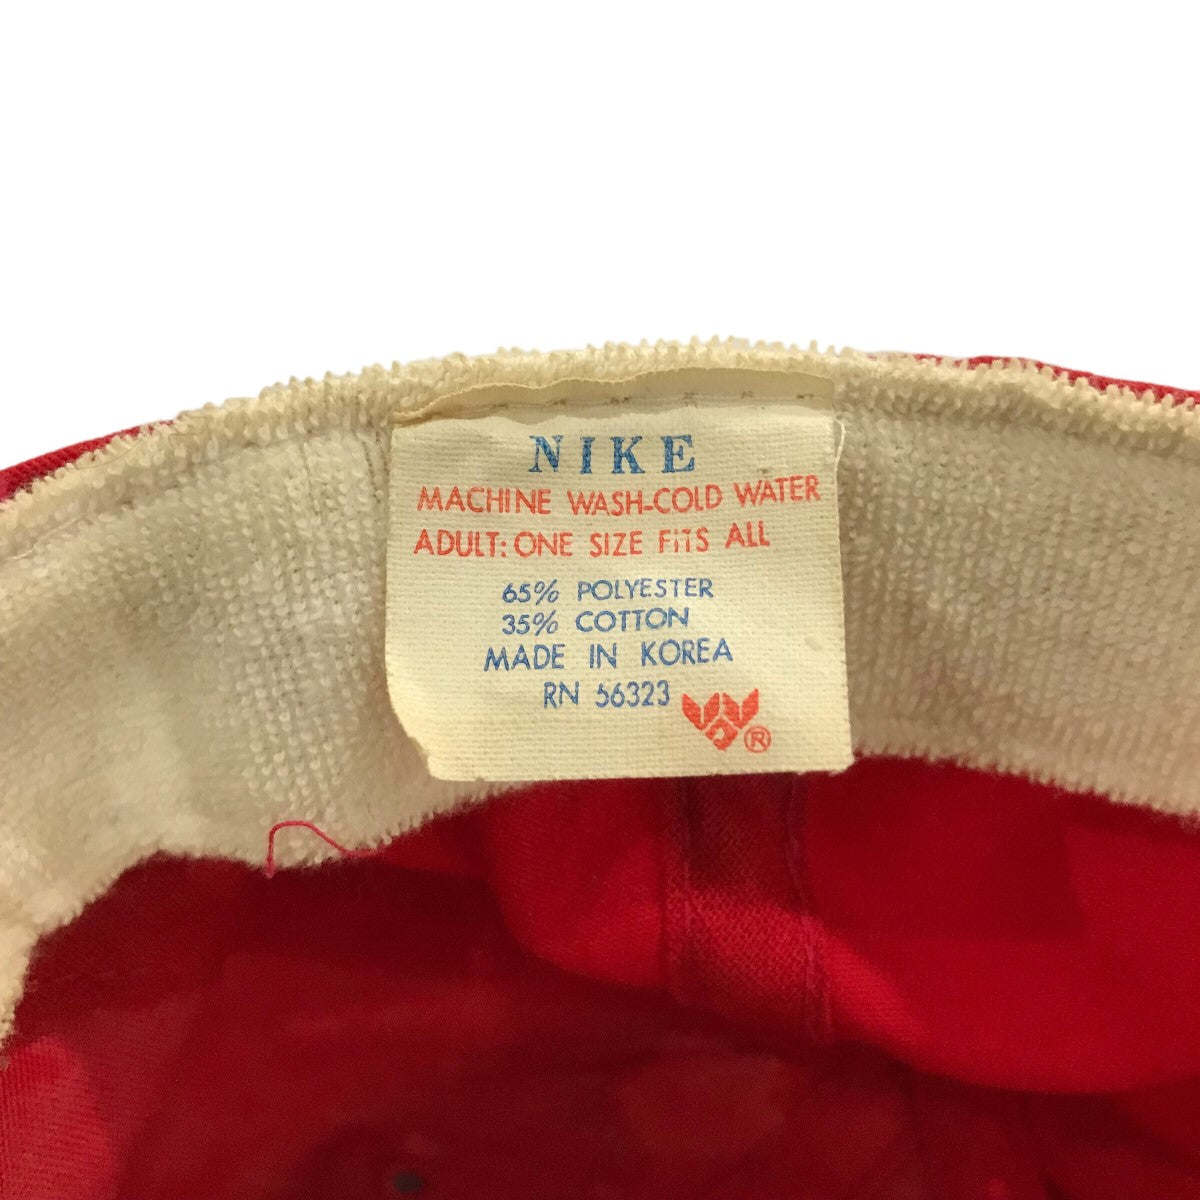 NIKE
MACHINE WASH-COLD WATER
ADULT: ONE SIZE FITS ALL
65% POLYESTER
35% COTTON
MADE IN KOREA
RN 56323
®